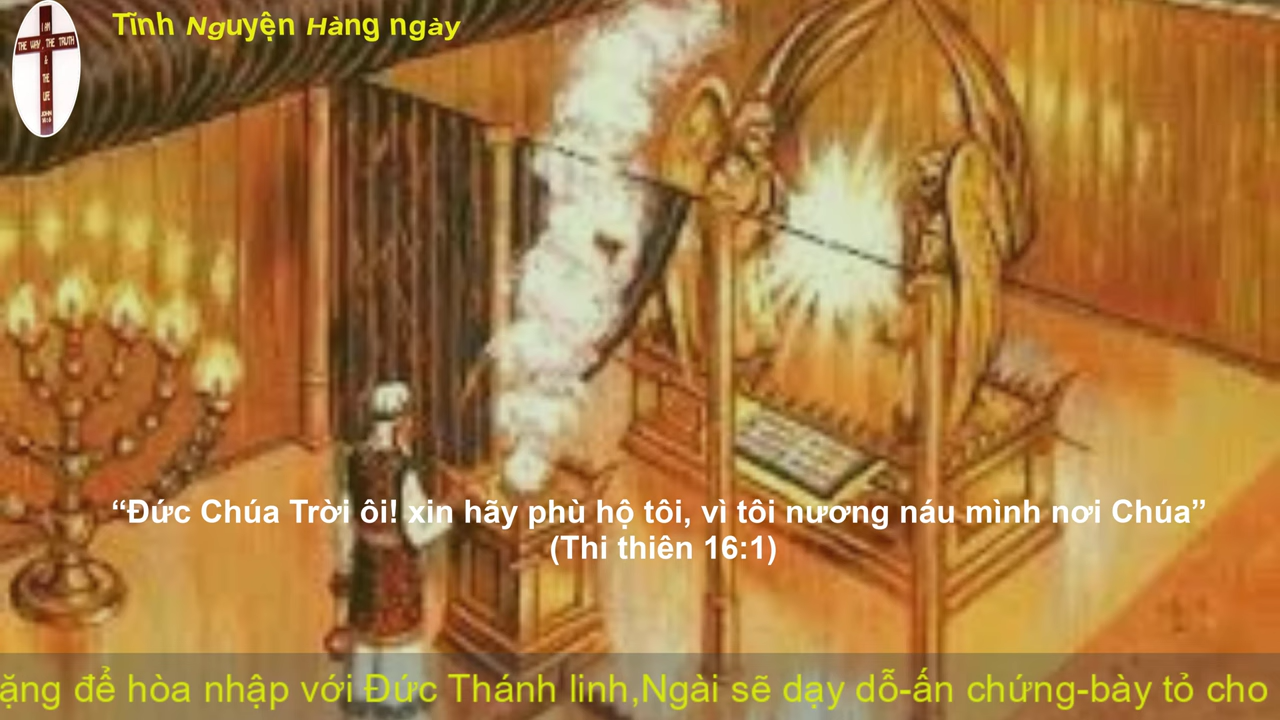 Tĩnh Nguyện Hàng ngày
I AM
THE WAY, THE TRUTH
&
THE
LIFE
JOHN
“Đức Chúa Trời ôi! xin hãy phù hộ tôi, vì tôi nương náu mình nơi Chúa”
(Thi thiên 16:1)
ặng để hòa nhập với Đức Thánh linh,Ngài sẽ dạy dỗ-ấn chứng-bày tỏ cho